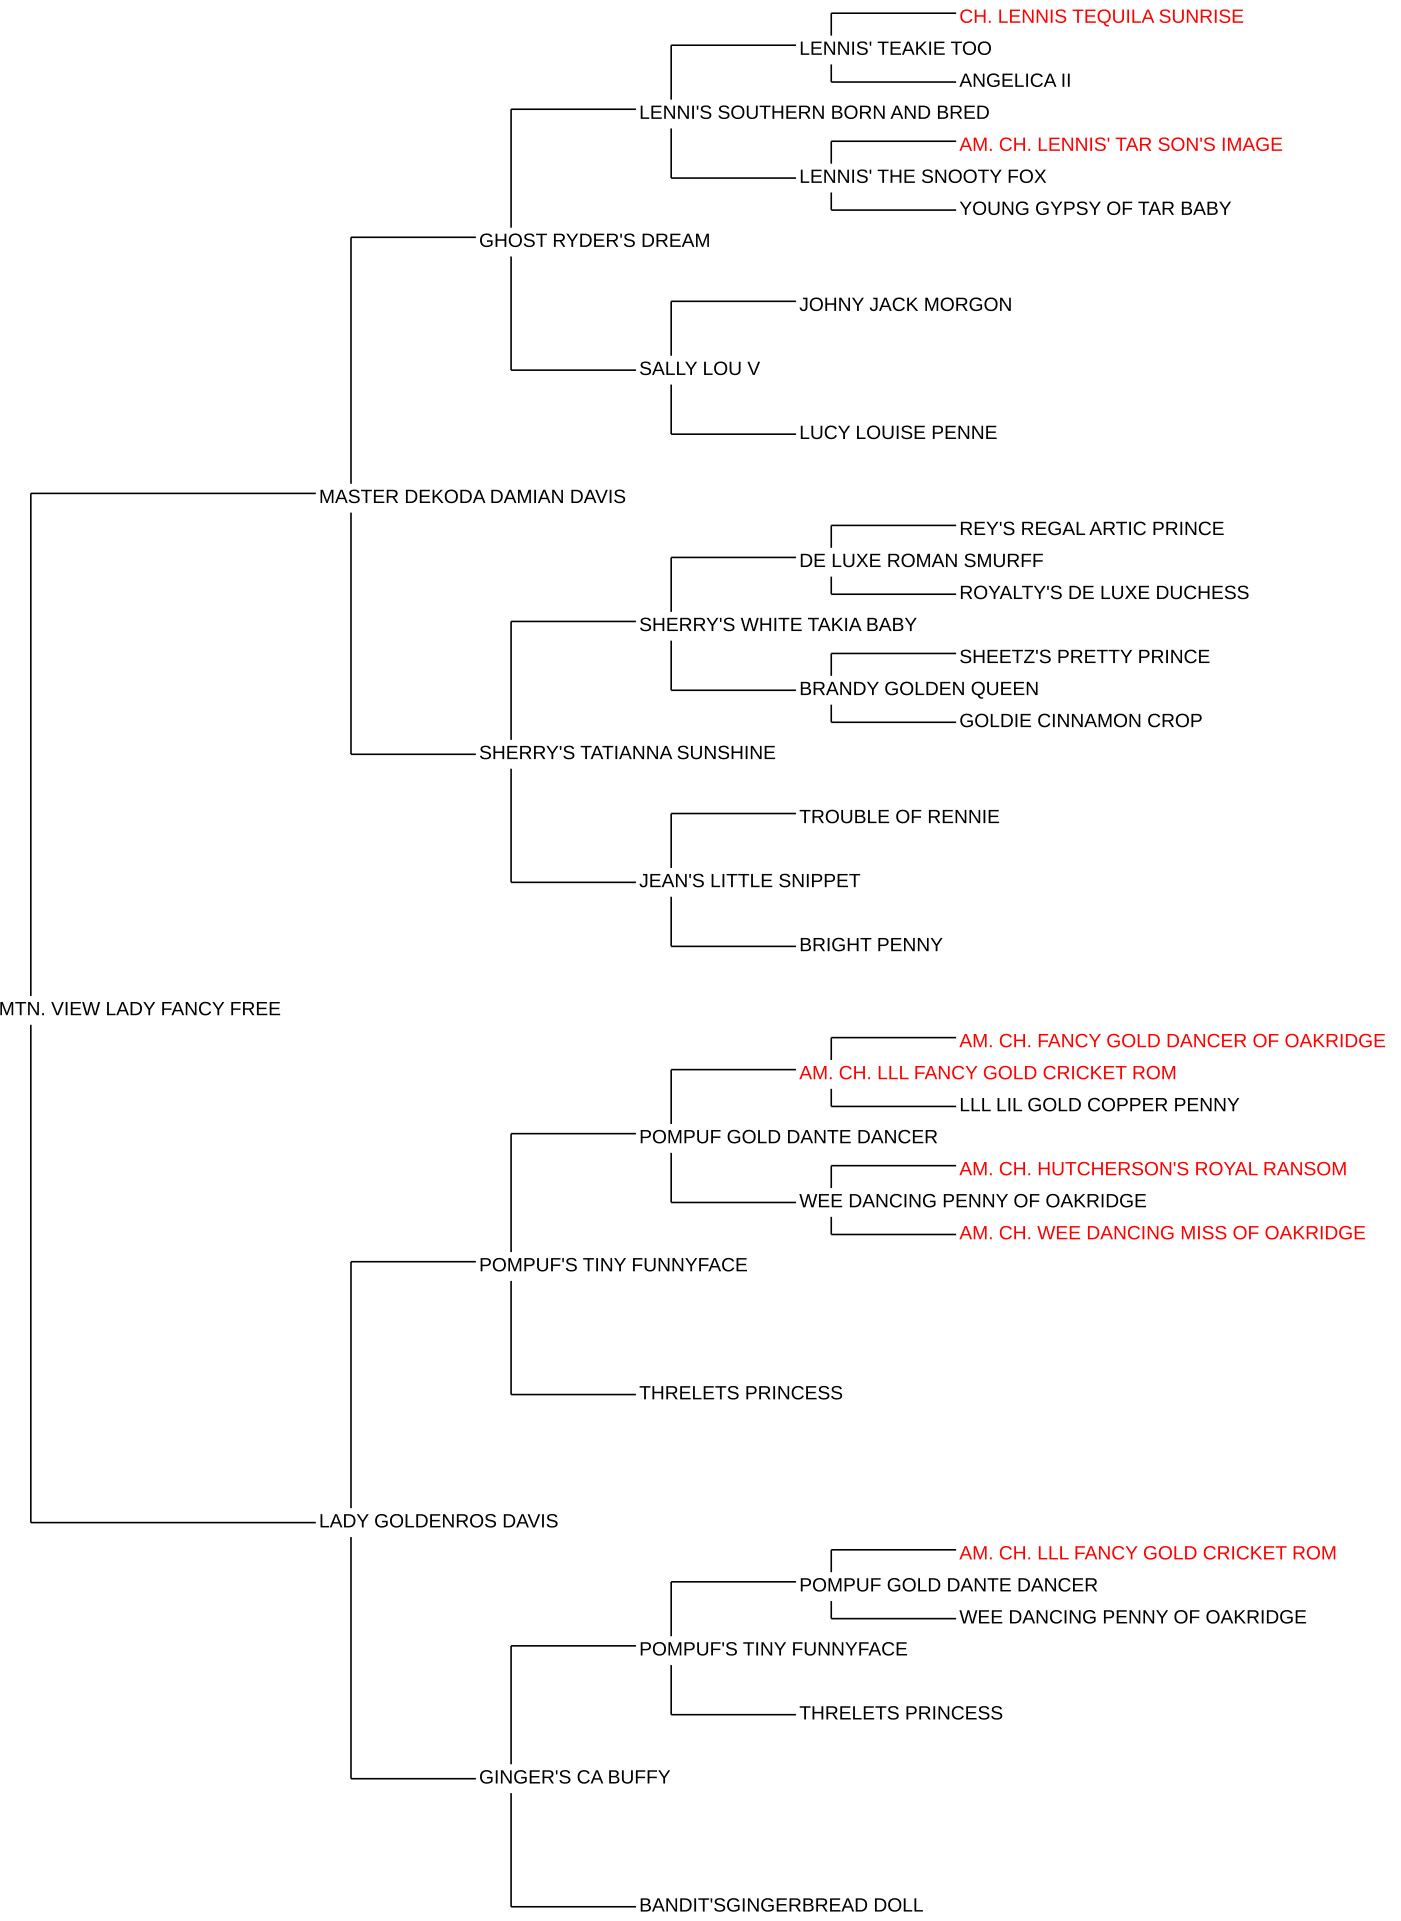 CH. LENNIS TEQUILA SUNRISE
LENNIS' TEAKIE TOO
ANGELICA II
LENNI'S SOUTHERN BORN AND BRED
AM. CH. LENNIS' TAR SON'S IMAGE
LENNIS' THE SNOOTY FOX
YOUNG GYPSY OF TAR BABY
GHOST RYDER'S DREAM
JOHNY JACK MORGON
SALLY LOU V
LUCY LOUISE PENNE
MASTER DEKODA DAMIAN DAVIS
REY'S REGAL ARTIC PRINCE
DE LUXE ROMAN SMURFF
ROYALTY'S DE LUXE DUCHESS
SHERRY'S WHITE TAKIA BABY
SHEETZ'S PRETTY PRINCE
BRANDY GOLDEN QUEEN
GOLDIE CINNAMON CROP
SHERRY'S TATIANNA SUNSHINE
TROUBLE OF RENNIE
JEAN'S LITTLE SNIPPET
BRIGHT PENNY
MTN. VIEW LADY FANCY FREE
AM. CH. FANCY GOLD DANCER OF OAKRIDGE
AM. CH. LLL FANCY GOLD CRICKET ROM
LLL LIL GOLD COPPER PENNY
POMPUF GOLD DANTE DANCER
AM. CH. HUTCHERSON'S ROYAL RANSOM
WEE DANCING PENNY OF OAKRIDGE
AM. CH. WEE DANCING MISS OF OAKRIDGE
POMPUF'S TINY FUNNYFACE
THRELETS PRINCESS
LADY GOLDENROS DAVIS
AM. CH. LLL FANCY GOLD CRICKET ROM
POMPUF GOLD DANTE DANCER
WEE DANCING PENNY OF OAKRIDGE
POMPUF'S TINY FUNNYFACE
THRELETS PRINCESS
GINGER'S CA BUFFY
BANDIT'SGINGERBREAD DOLL